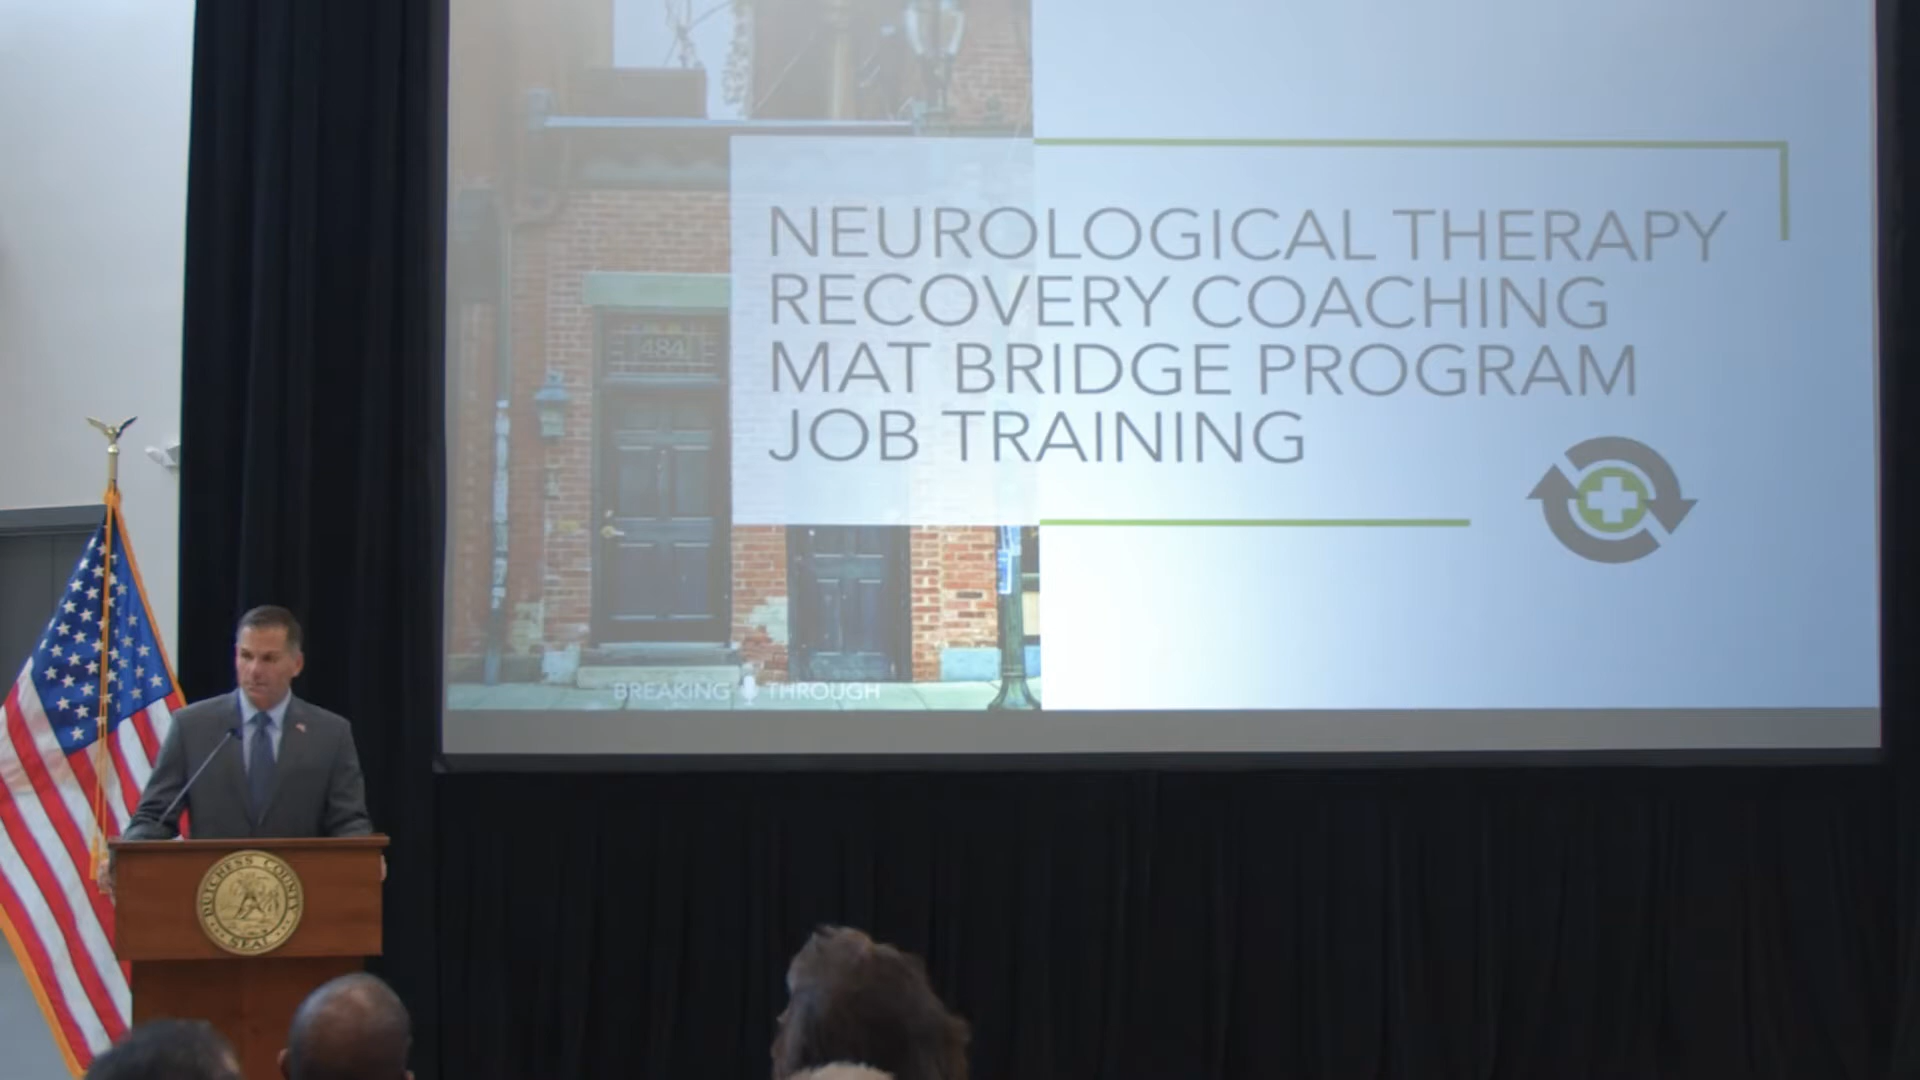 NEUROLOGICAL THERAPY
RECOVERY COACHING
MAT BRIDGE PROGRAM
JOB TRAINING
484
BREAKING THROUGH
DUTCHESS COUNTY
SEAL